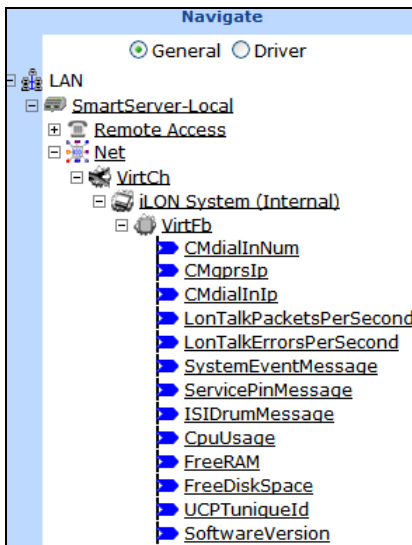 Navigate
General Driver
LAN
SmartServer-Local
Remote Access
Net
VirtCh
iLON System (Internal)
VirtFb
CMdialInNum
CMgprsIp
CMdialInIp
LonTalkPacketsPerSecond
LonTalkErrorsPerSecond
SystemEventMessage
ServicePinMessage
ISIDrumMessage
CpuUsage
FreeRAM
FreeDiskSpace
UCPTuniqueId
SoftwareVersion